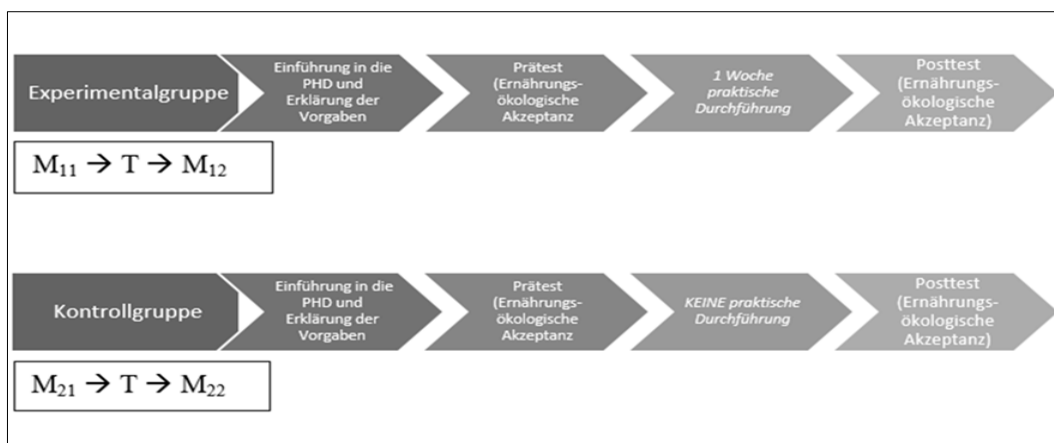 Experimentalgruppe
Einführung in die
PHD und
Erklärung der
Vorgaben
Prätest
(Ernährungs-
ökologische
Akzeptanz
1 Woche
praktische
Durchführung
Posttest
(Ernährungs-
ökologische
Akzeptanz)
M₁₁ → T → M₁₂
Kontrollgruppe
Einführung in die
PHD und
Erklärung der
Vorgaben
Prätest
(Ernährungs-
ökologische
Akzeptanz
KEINE praktische
Durchführung
Posttest
(Ernährungs-
ökologische
Akzeptanz)
M₂₁ → T → M₂₂